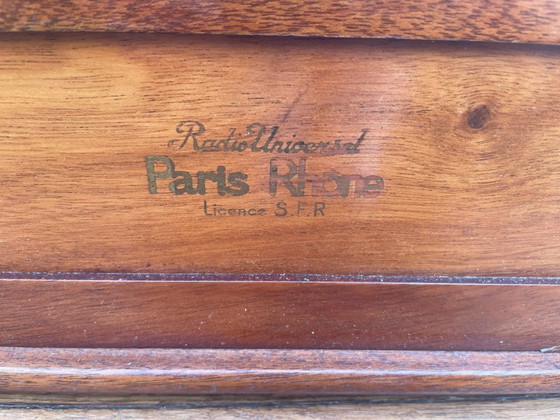 Radio Universel
Paris Rhône
Licence S.F.R